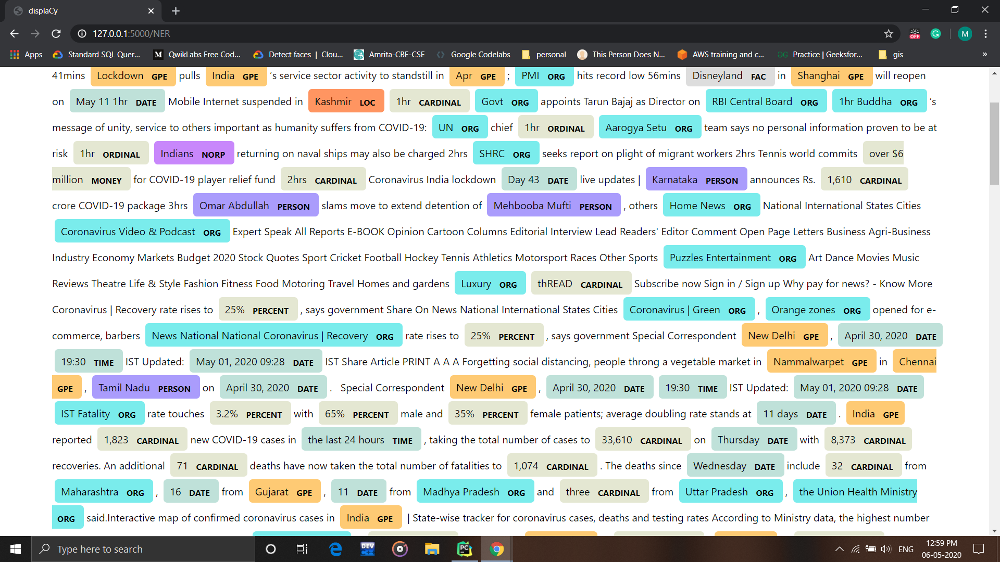 displaCy
127.0.0.1:5000/NER
OFF
G
M
Apps Standard SQL Quer... M QwikLabs Free Cod... Detect faces | Clou... Amrita-CBE-CSE Google Codelabs personal This Person Does N... AWS training and c... Practice | Geeksfor... gis »
41mins Lockdown GPE pulls India GPE 's service sector activity to standstill in Apr GPE ; PMI ORG hits record low 56mins Disneyland FAC in Shanghai GPE will reopen
on May 11 1hr DATE Mobile Internet suspended in Kashmir LOC 1hr CARDINAL Govt ORG appoints Tarun Bajaj as Director on RBI Central Board ORG 1hr Buddha ORG 's
message of unity, service to others important as humanity suffers from COVID-19: UN ORG chief 1hr ORDINAL Aarogya Setu ORG team says no personal information proven to be at
risk 1hr ORDINAL Indians NORP returning on naval ships may also be charged 2hrs SHRC ORG seeks report on plight of migrant workers 2hrs Tennis world commits over $6
million MONEY for COVID-19 player relief fund 2hrs CARDINAL Coronavirus India lockdown Day 43 DATE live updates | Karnataka PERSON announces Rs. 1,610 CARDINAL
crore COVID-19 package 3hrs Omar Abdullah PERSON slams move to extend detention of Mehbooba Mufti PERSON , others Home News ORG National International States Cities
Coronavirus Video & Podcast ORG Expert Speak All Reports E-BOOK Opinion Cartoon Columns Editorial Interview Lead Readers' Editor Comment Open Page Letters Business Agri-Business
Industry Economy Markets Budget 2020 Stock Quotes Sport Cricket Football Hockey Tennis Athletics Motorsport Races Other Sports Puzzles Entertainment ORG Art Dance Movies Music
Reviews Theatre Life & Style Fashion Fitness Food Motoring Travel Homes and gardens Luxury ORG thREAD CARDINAL Subscribe now Sign in / Sign up Why pay for news? - Know More
Coronavirus | Recovery rate rises to 25% PERCENT , says government Share On News National International States Cities Coronavirus | Green ORG , Orange zones ORG opened for e-
commerce, barbers News National National Coronavirus | Recovery ORG rate rises to 25% PERCENT , says government Special Correspondent New Delhi GPE , April 30, 2020 DATE
19:30 TIME IST Updated: May 01, 2020 09:28 DATE IST Share Article PRINT A A A Forgetting social distancing, people throng a vegetable market in Nammalwarpet GPE in Chennai
GPE , Tamil Nadu PERSON on April 30, 2020 DATE . Special Correspondent New Delhi GPE , April 30, 2020 DATE 19:30 TIME IST Updated: May 01, 2020 09:28 DATE
IST Fatality ORG rate touches 3.2% PERCENT with 65% PERCENT male and 35% PERCENT female patients; average doubling rate stands at 11 days DATE . India GPE
reported 1,823 CARDINAL new COVID-19 cases in the last 24 hours TIME , taking the total number of cases to 33,610 CARDINAL on Thursday DATE with 8,373 CARDINAL
recoveries. An additional 71 CARDINAL deaths have now taken the total number of fatalities to 1,074 CARDINAL . The deaths since Wednesday DATE include 32 CARDINAL from
Maharashtra ORG , 16 DATE from Gujarat GPE , 11 DATE from Madhya Pradesh ORG and three CARDINAL from Uttar Pradesh ORG , the Union Health Ministry
ORG said.Interactive map of confirmed coronavirus cases in India GPE | State-wise tracker for coronavirus cases, deaths and testing rates According to Ministry data, the highest number
Type here to search
DEV
PC
ENG
12:59 PM
06-05-2020